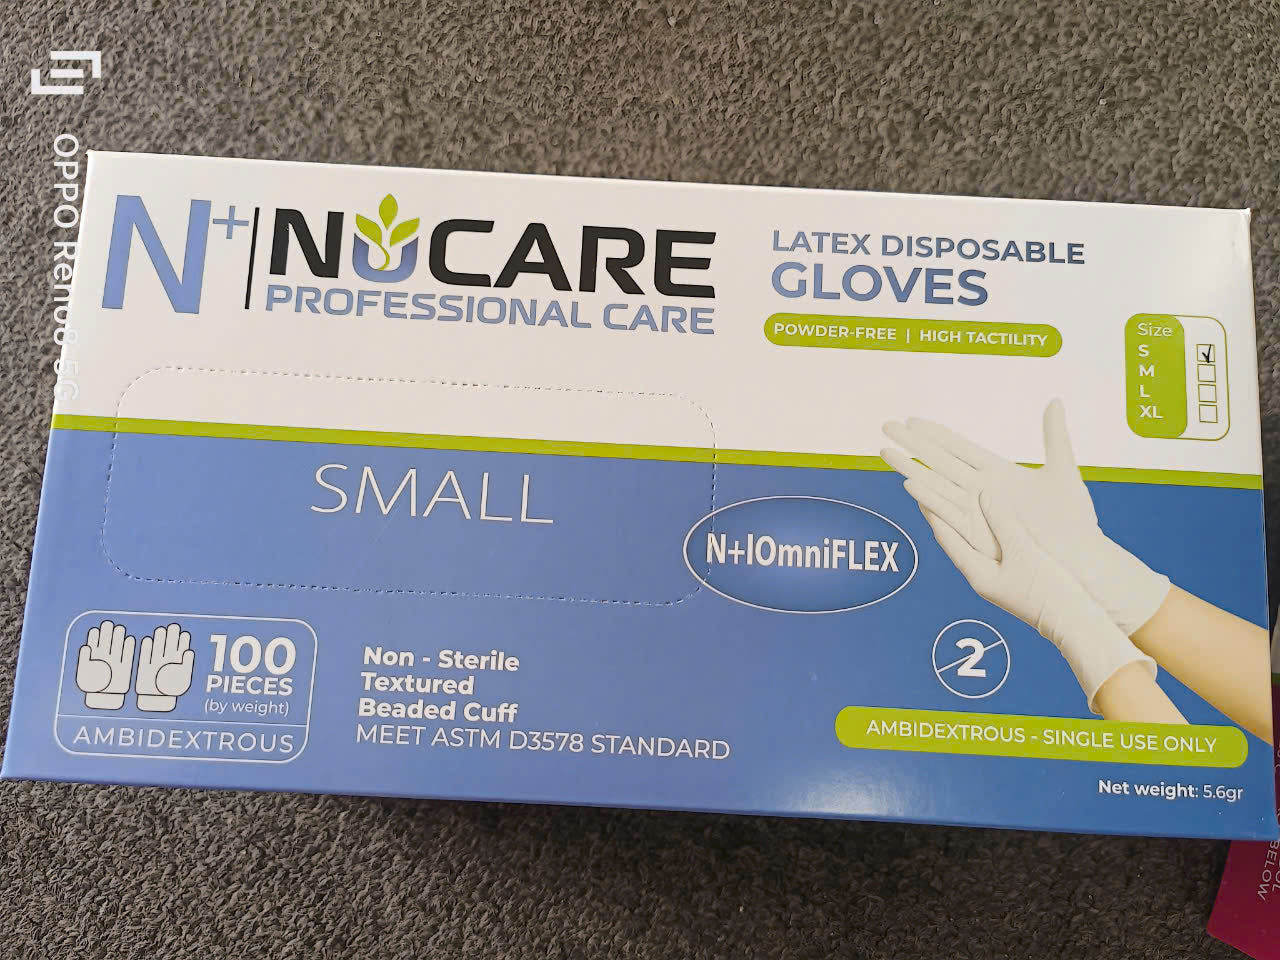 OPPO Reno8 5G
N+ | NUCARE
PROFESSIONAL CARE
LATEX DISPOSABLE
GLOVES
POWDER-FREE | HIGH TACTILITY
Size
S
M
L
XL
SMALL
N+IOmniFLEX
100
PIECES
(by weight)
AMBIDEXTROUS
Non - Sterile
Textured
Beaded Cuff
MEET ASTM D3578 STANDARD
2
AMBIDEXTROUS - SINGLE USE ONLY
Net weight: 5.6gr
BELOW